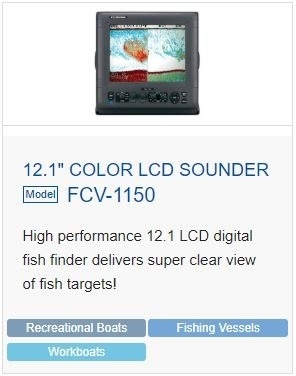 12.1" COLOR LCD SOUNDER
Model FCV-1150
High performance 12.1 LCD digital
fish finder delivers super clear view
of fish targets!
Recreational Boats
Fishing Vessels
Workboats